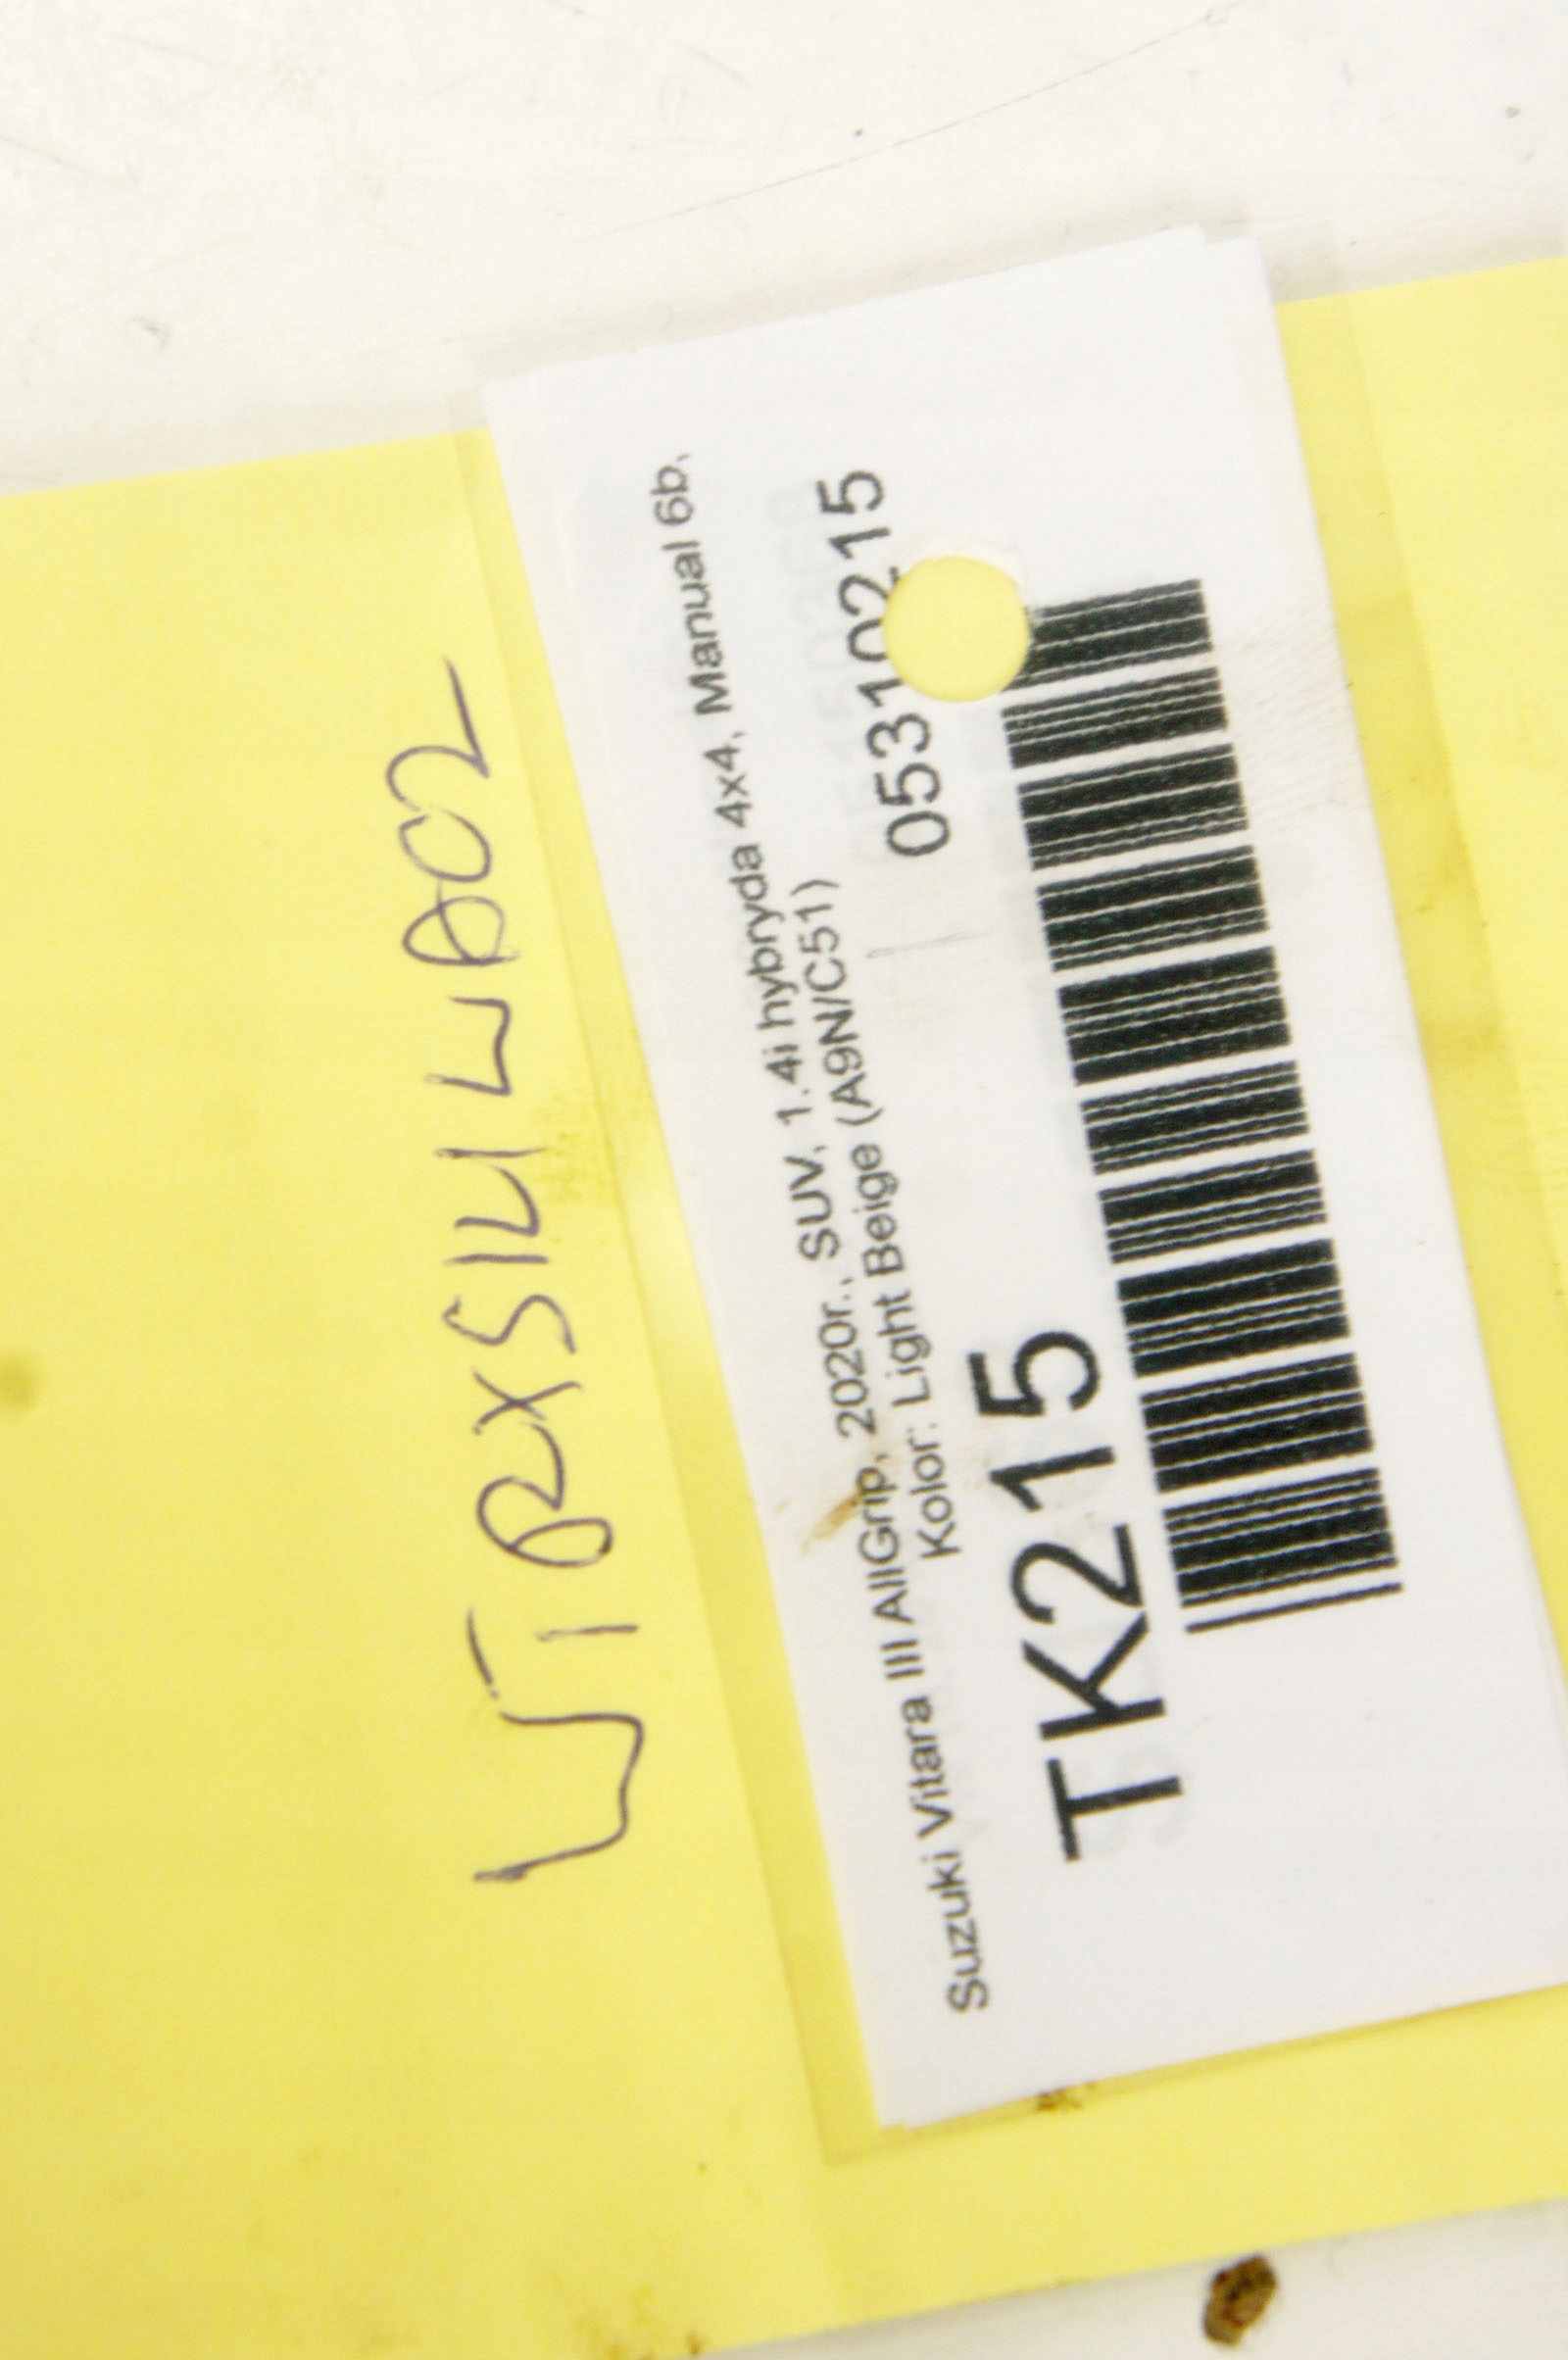 WTRYSKIWACZ
Suzuki Vitara III AllGrip, 2020r., SUV, 1.4i hybryda 4x4, Manual 6b,
Kolor: Light Beige (A9N/C51)
TK215 05310215